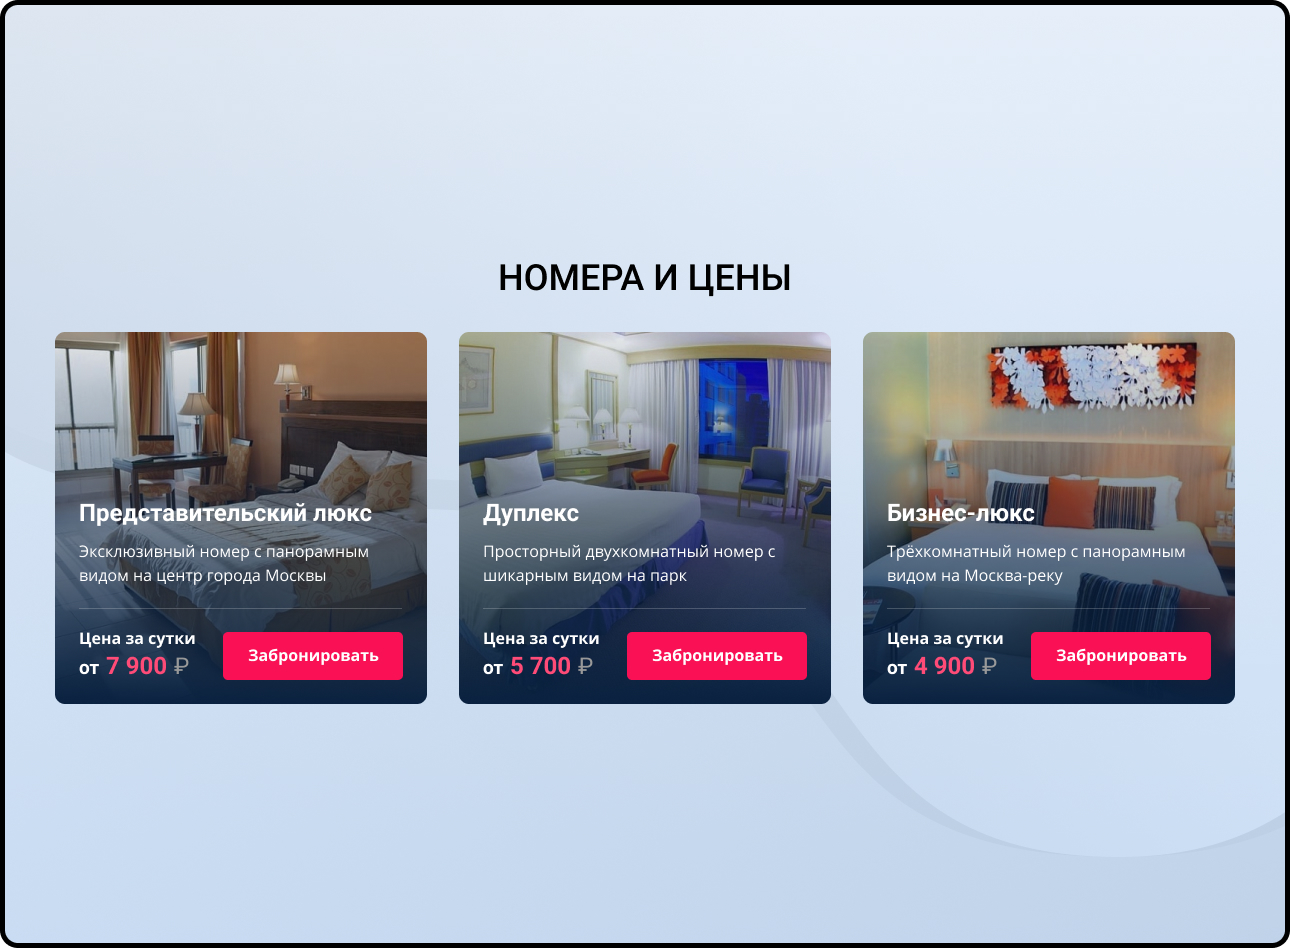 НОМЕРА И ЦЕНЫ
Представительский люкс
Эксклюзивный номер с панорамным
видом на центр города Москвы
Цена за сутки
от 7 900 ₽
Забронировать
Дуплекс
Просторный двухкомнатный номер с
шикарным видом на парк
Цена за сутки
от 5 700 ₽
Забронировать
Бизнес-люкс
Трёхкомнатный номер с панорамным
видом на Москва-реку
Цена за сутки
от 4 900 ₽
Забронировать